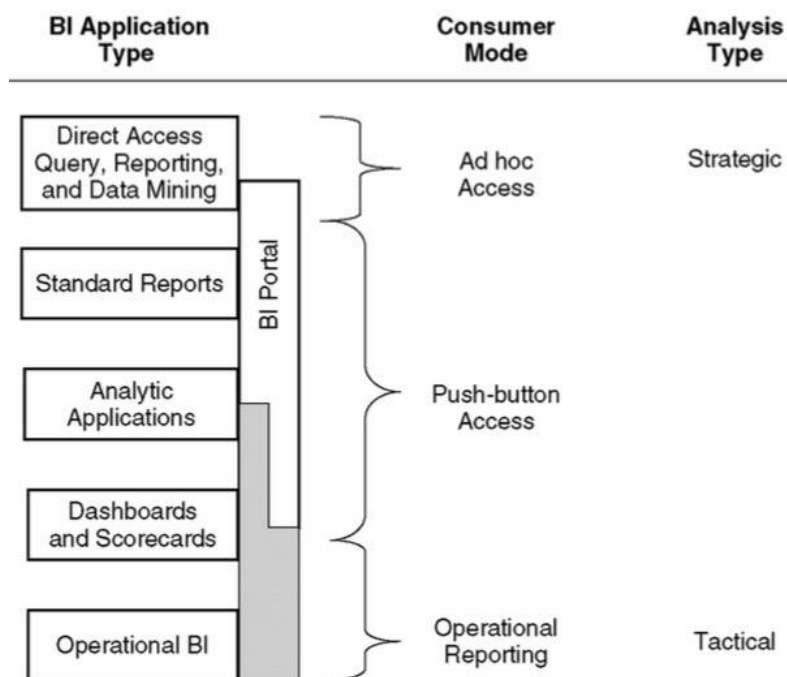 BI Application
Type
Consumer
Mode
Analysis
Type
Direct Access
Query, Reporting,
and Data Mining
Ad hoc
Access
Strategic
BI Portal
Standard Reports
Analytic
Applications
Push-button
Access
Dashboards
and Scorecards
Operational BI
Operational
Reporting
Tactical